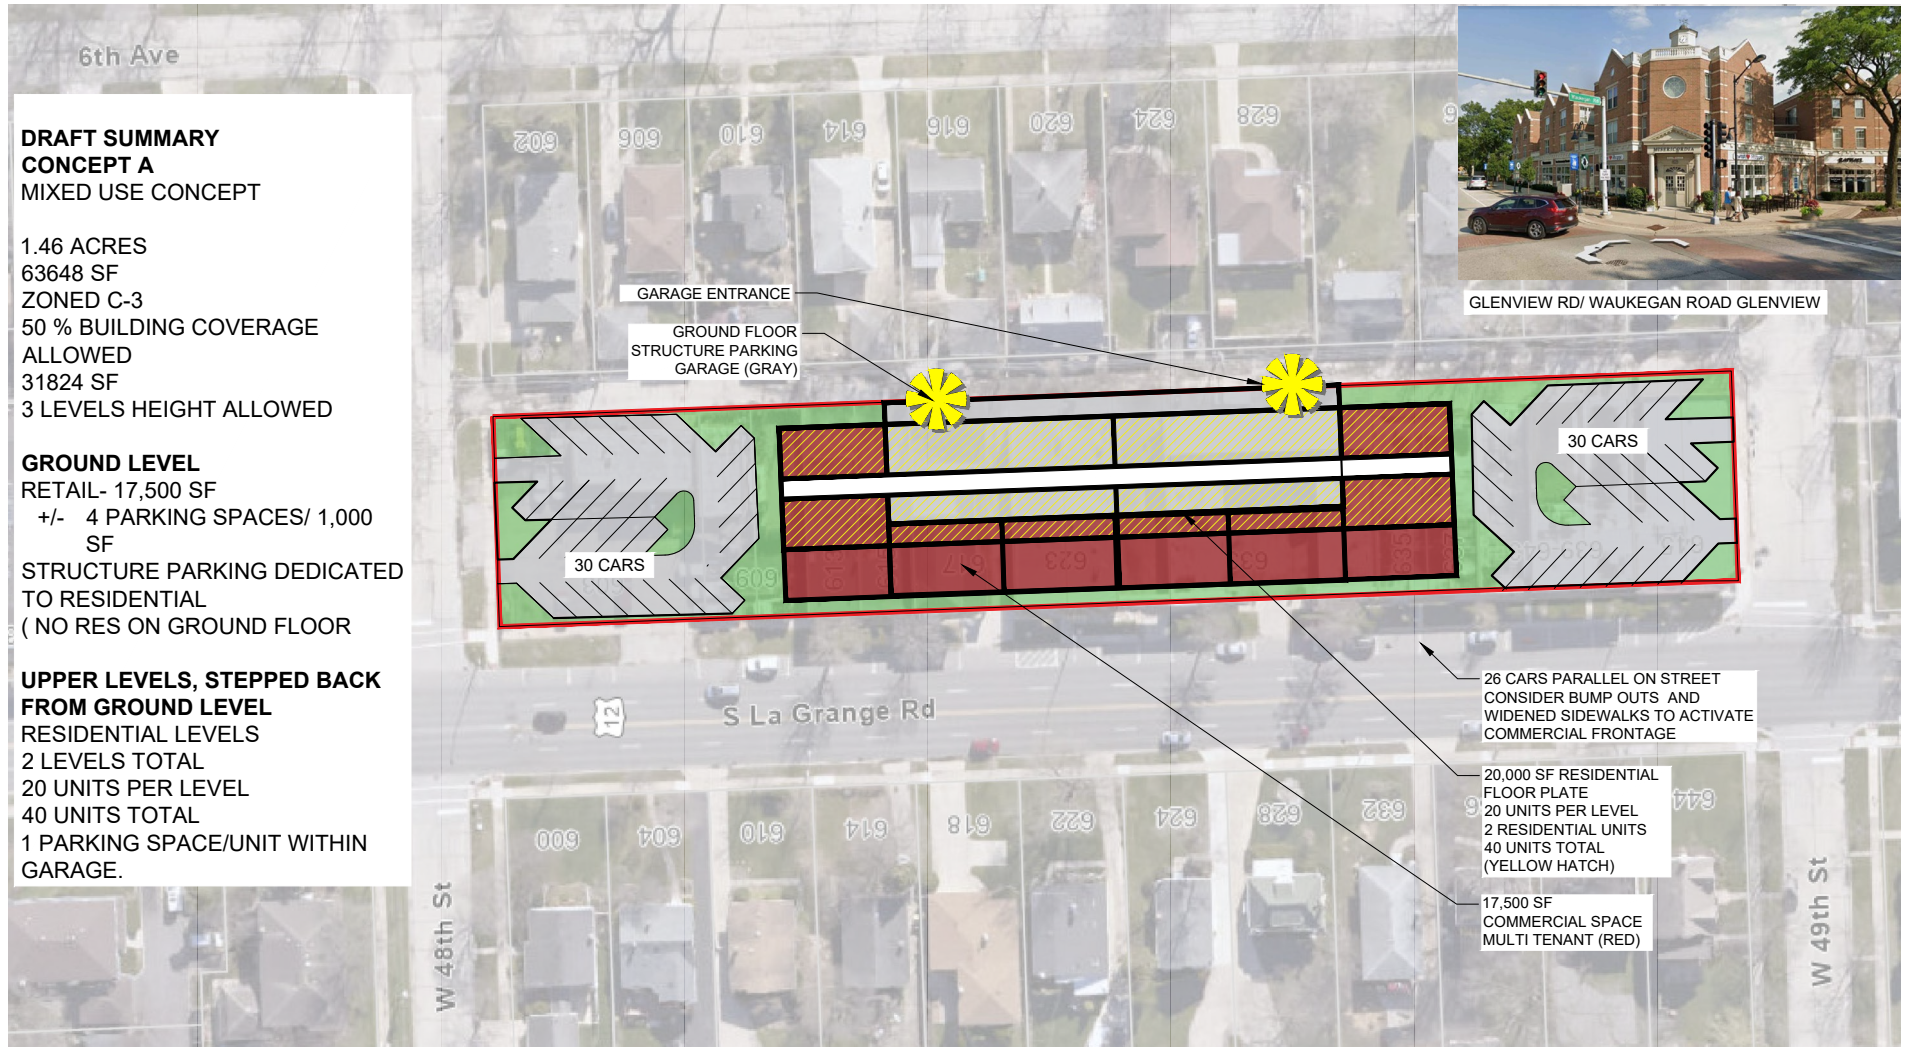 6th Ave
DRAFT SUMMARY
CONCEPT A
MIXED USE CONCEPT
1.46 ACRES
63648 SF
ZONED C-3
50 % BUILDING COVERAGE
ALLOWED
31824 SF
3 LEVELS HEIGHT ALLOWED
GROUND LEVEL
RETAIL- 17,500 SF
+/- 4 PARKING SPACES/ 1,000
SF
STRUCTURE PARKING DEDICATED
TO RESIDENTIAL
( NO RES ON GROUND FLOOR
UPPER LEVELS, STEPPED BACK
FROM GROUND LEVEL
RESIDENTIAL LEVELS
2 LEVELS TOTAL
20 UNITS PER LEVEL
40 UNITS TOTAL
1 PARKING SPACE/UNIT WITHIN
GARAGE.
602
606
610
614
616
620
624
628
GLENVIEW RD/ WAUKEGAN ROAD GLENVIEW
GARAGE ENTRANCE
GROUND FLOOR
STRUCTURE PARKING
GARAGE (GRAY)
30 CARS
30 CARS
609
617
623
635
S La Grange Rd
12
26 CARS PARALLEL ON STREET
CONSIDER BUMP OUTS AND
WIDENED SIDEWALKS TO ACTIVATE
COMMERCIAL FRONTAGE
20,000 SF RESIDENTIAL
FLOOR PLATE
20 UNITS PER LEVEL
2 RESIDENTIAL UNITS
40 UNITS TOTAL
(YELLOW HATCH)
17,500 SF
COMMERCIAL SPACE
MULTI TENANT (RED)
600
604
610
614
618
622
624
628
632
644
W 48th St
W 49th St